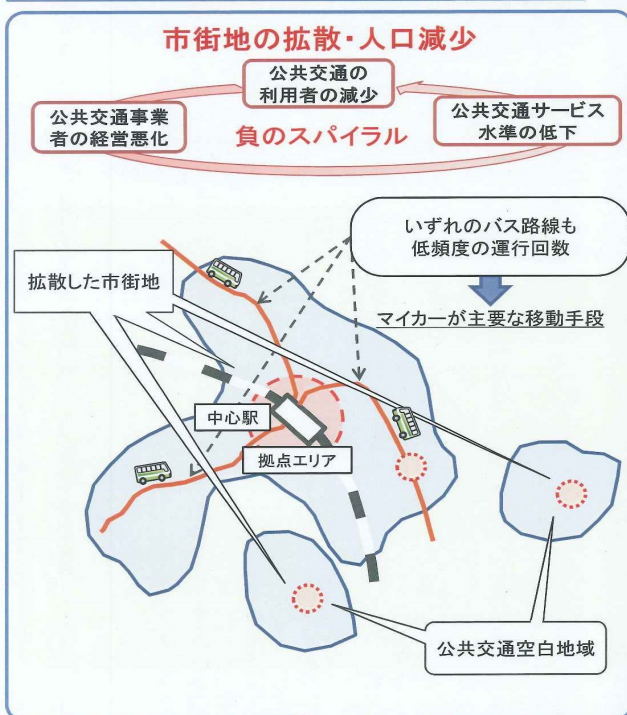 市街地の拡散・人口減少
公共交通の
利用者の減少
公共交通事業
者の経営悪化
負のスパイラル
公共交通サービス
水準の低下
いずれのバス路線も
低頻度の運行回数
拡散した市街地
マイカーが主要な移動手段
中心駅
拠点エリア
公共交通空白地域